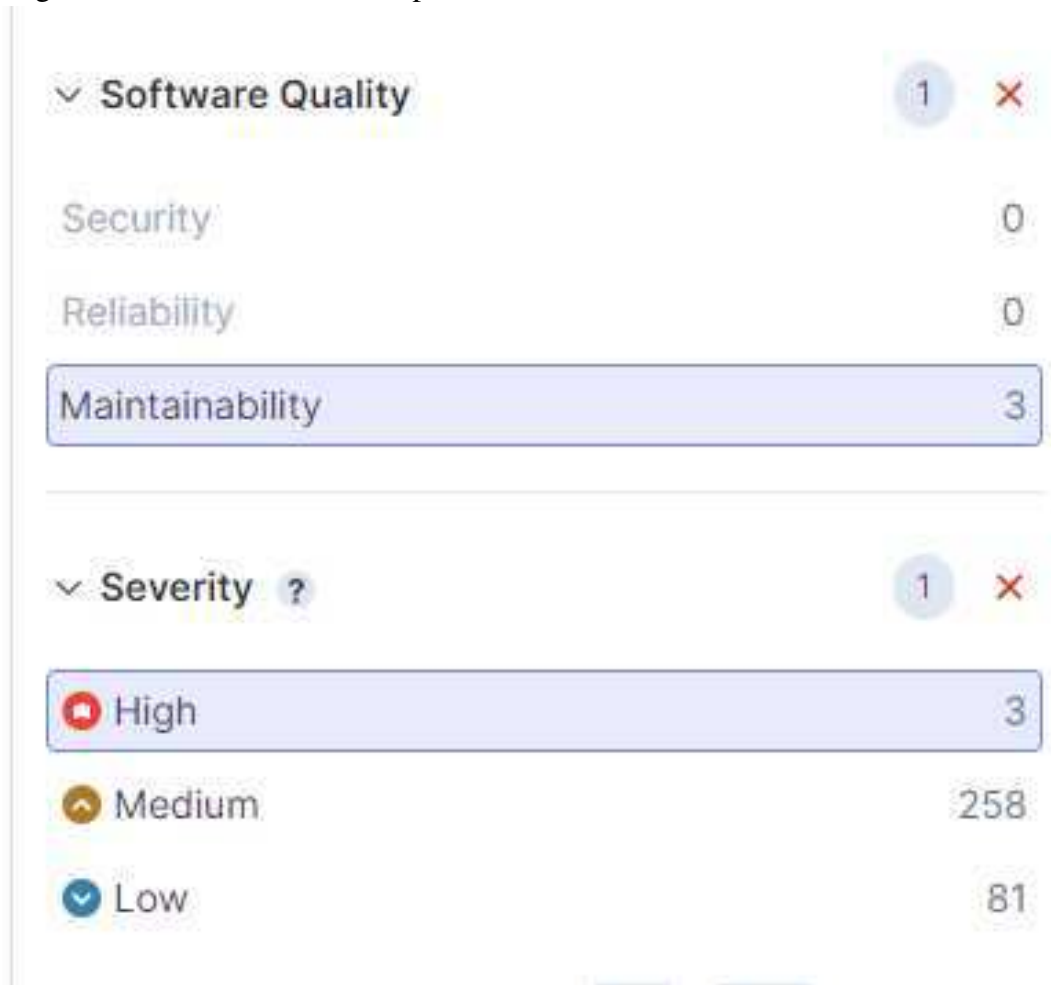 Software Quality 1
Security 0
Reliability 0
Maintainability 3
Severity ? 1
High 3
Medium 258
Low 81